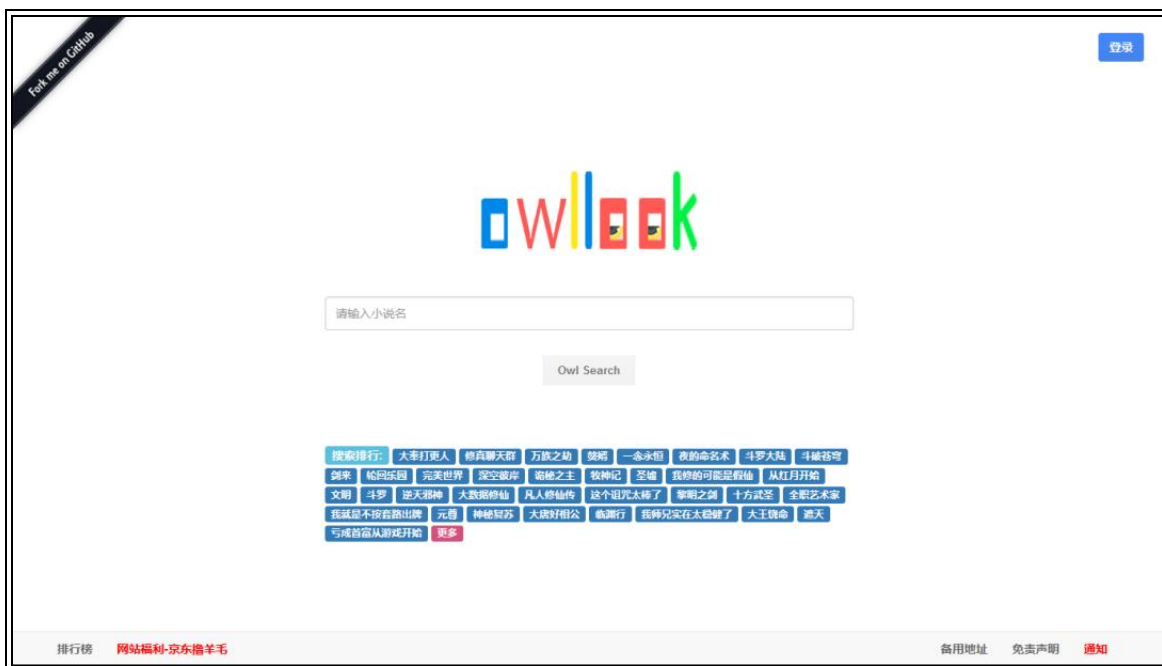 Fork me on GitHub
登录
owllook
请输入小说名
Owl Search
搜索排行: 大奉打更人 修真聊天群 万族之劫 赘婿 一念永恒 夜的命名术 斗罗大陆 斗破苍穹
剑来 轮回乐园 完美世界 深空彼岸 诡秘之主 牧神记 圣墟 我修的可能是假仙 从红月开始
文明 斗罗 逆天邪神 大数据修仙 凡人修仙传 这个诅咒太棒了 黎明之剑 十方武圣 全职艺术家
我就是不按套路出牌 元尊 神秘复苏 大唐好相公 临渊行 我师兄实在太稳健了 大王饶命 遮天
亏成首富从游戏开始 更多
排行榜 网站福利-京东撸羊毛 备用地址 免责声明 通知